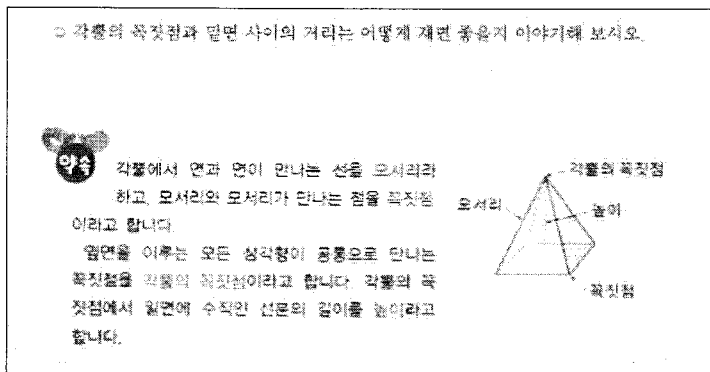 ○ 각뿔의 꼭짓점과 밑면 사이의 거리는 어떻게 재면 좋을지 이야기해 보시오.
약속
각뿔에서 면과 면이 만나는 선을 모서리라
하고, 모서리와 모서리가 만나는 점을 꼭짓점
이라고 합니다.
옆면을 이루는 모든 삼각형이 공통으로 만나는
꼭짓점을 각뿔의 꼭짓점이라고 합니다. 각뿔의 꼭
짓점에서 밑면에 수직인 선분의 길이를 높이라고
합니다.
각뿔의 꼭짓점
모서리
높이
꼭짓점